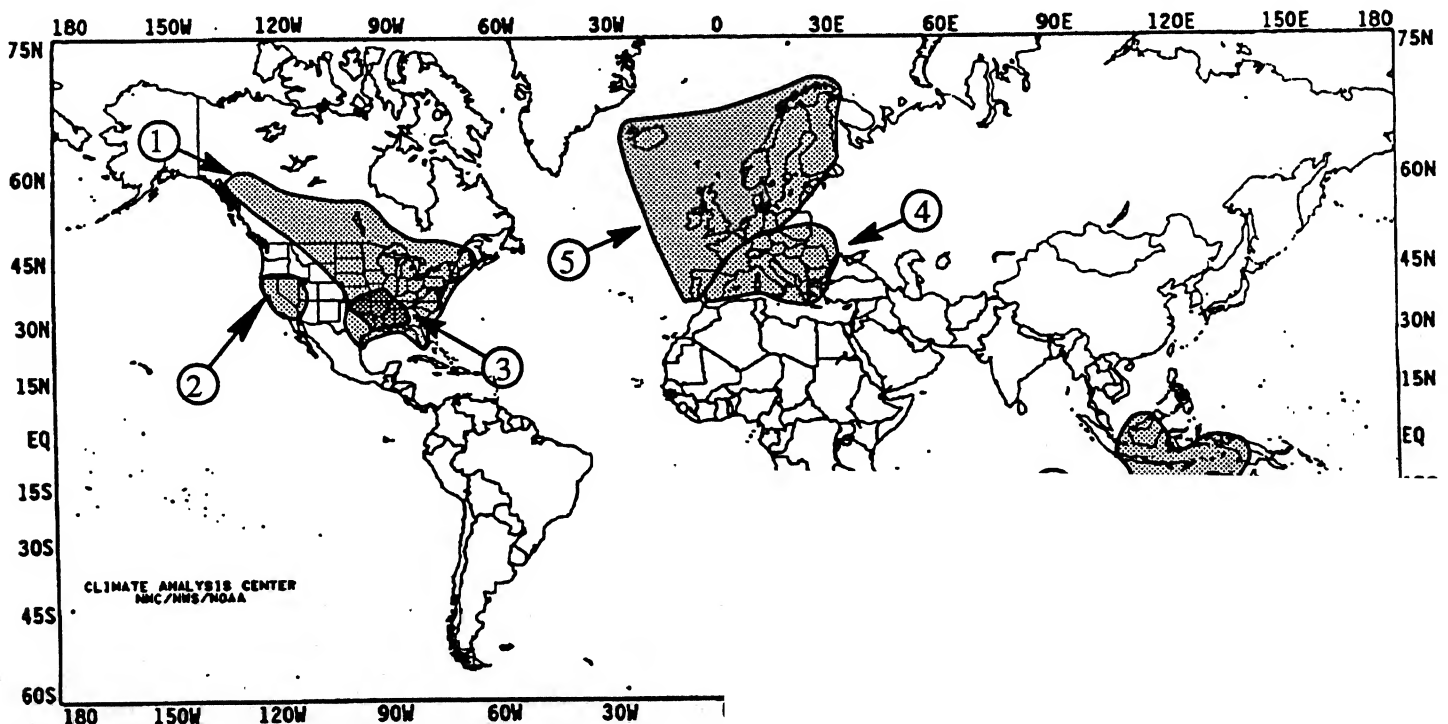 180 150W 120W 90W 60W 30W 0 30E 60E 90E 120E 150E 180
75N 75N
1
60N 60N
4
5
45N 45N
30N 30N
2
3
15N 15N
EQ EQ
15S
30S
CLIMATE ANALYSIS CENTER
NMC/NWS/NOAA
45S
60S
180 150W 120W 90W 60W 30W